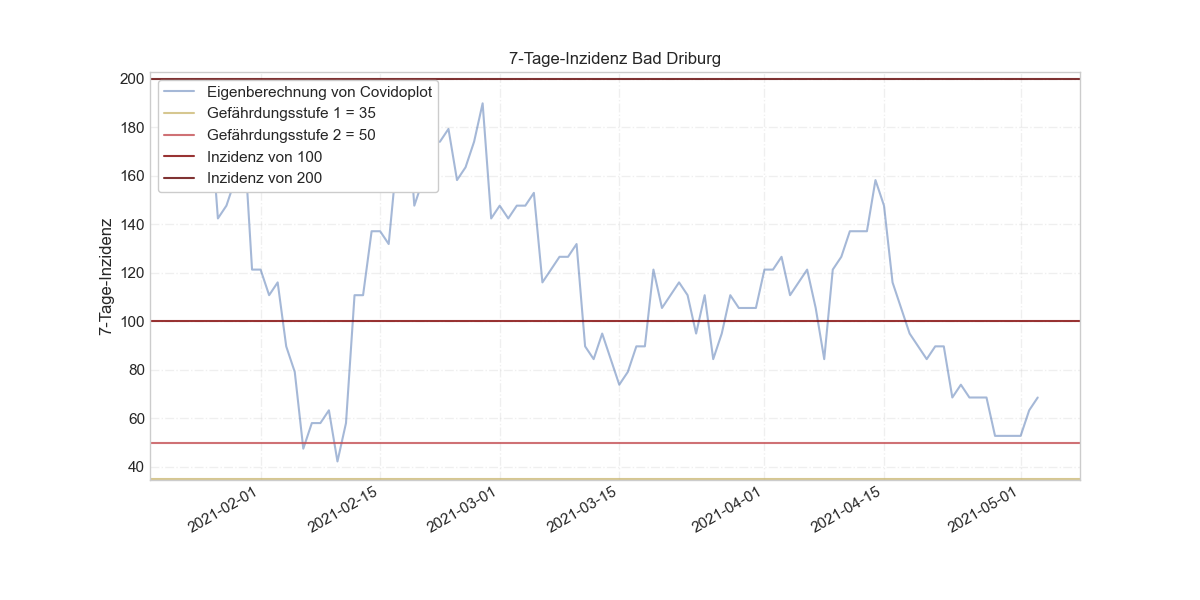 7-Tage-Inzidenz Bad Driburg
7-Tage-Inzidenz
200
180
160
140
120
100
80
60
40
Eigenberechnung von Covidoplot
Gefährdungsstufe 1 = 35
Gefährdungsstufe 2 = 50
Inzidenz von 100
Inzidenz von 200
2021-02-01
2021-02-15
2021-03-01
2021-03-15
2021-04-01
2021-04-15
2021-05-01